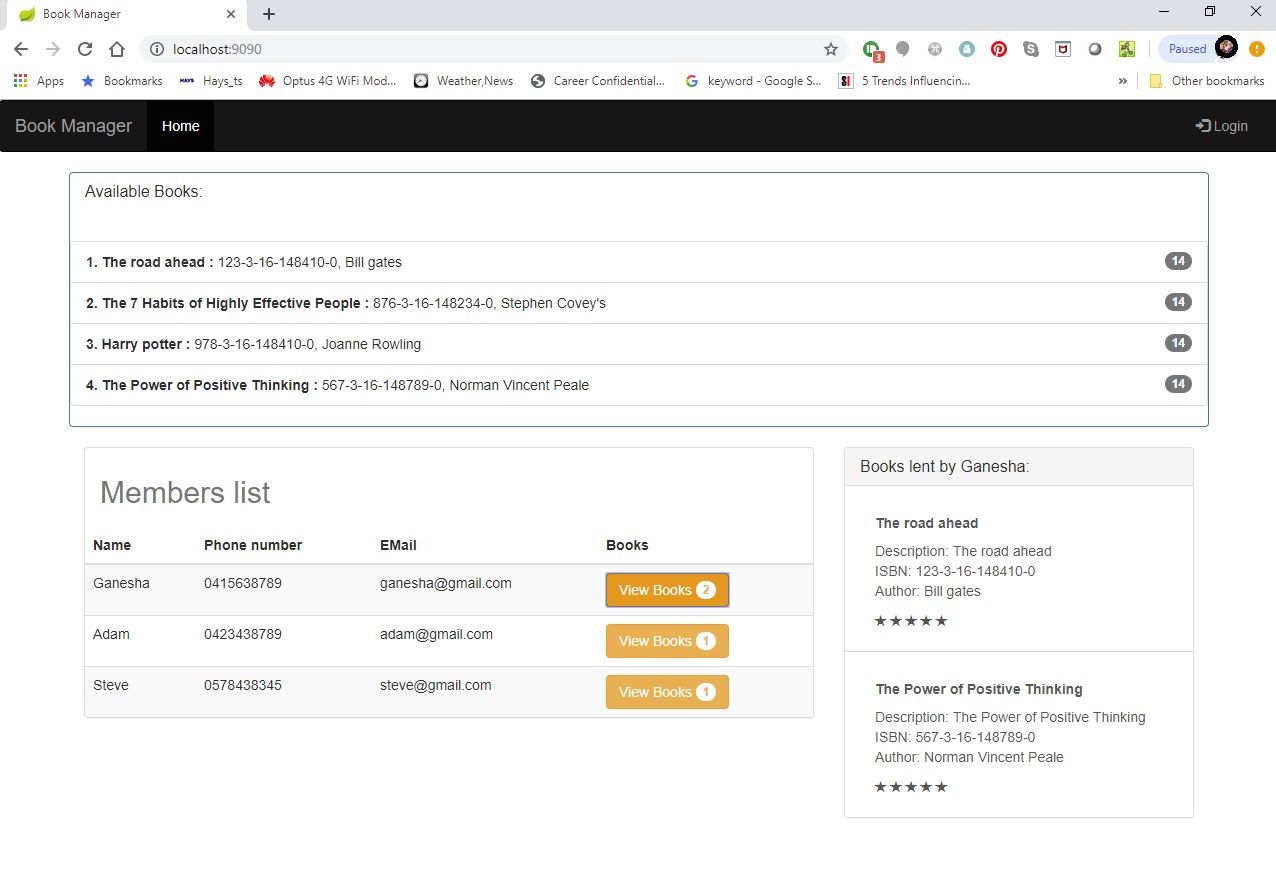 Book Manager
localhost:9090
3
Paused
Apps
Bookmarks
HAYS Hays_ts
Optus 4G WiFi Mod...
Weather,News
Career Confidential...
G keyword - Google S...
SI 5 Trends Influencin...
»
Other bookmarks
Book Manager
Home
Login
Available Books:
1. The road ahead : 123-3-16-148410-0, Bill gates 14
2. The 7 Habits of Highly Effective People : 876-3-16-148234-0, Stephen Covey's 14
3. Harry potter : 978-3-16-148410-0, Joanne Rowling 14
4. The Power of Positive Thinking : 567-3-16-148789-0, Norman Vincent Peale 14
Members list
Name Phone number EMail Books
Ganesha 0415638789 ganesha@gmail.com View Books 2
Adam 0423438789 adam@gmail.com View Books 1
Steve 0578438345 steve@gmail.com View Books 1
Books lent by Ganesha:
The road ahead
Description: The road ahead
ISBN: 123-3-16-148410-0
Author: Bill gates
★★★★★
The Power of Positive Thinking
Description: The Power of Positive Thinking
ISBN: 567-3-16-148789-0
Author: Norman Vincent Peale
★★★★★